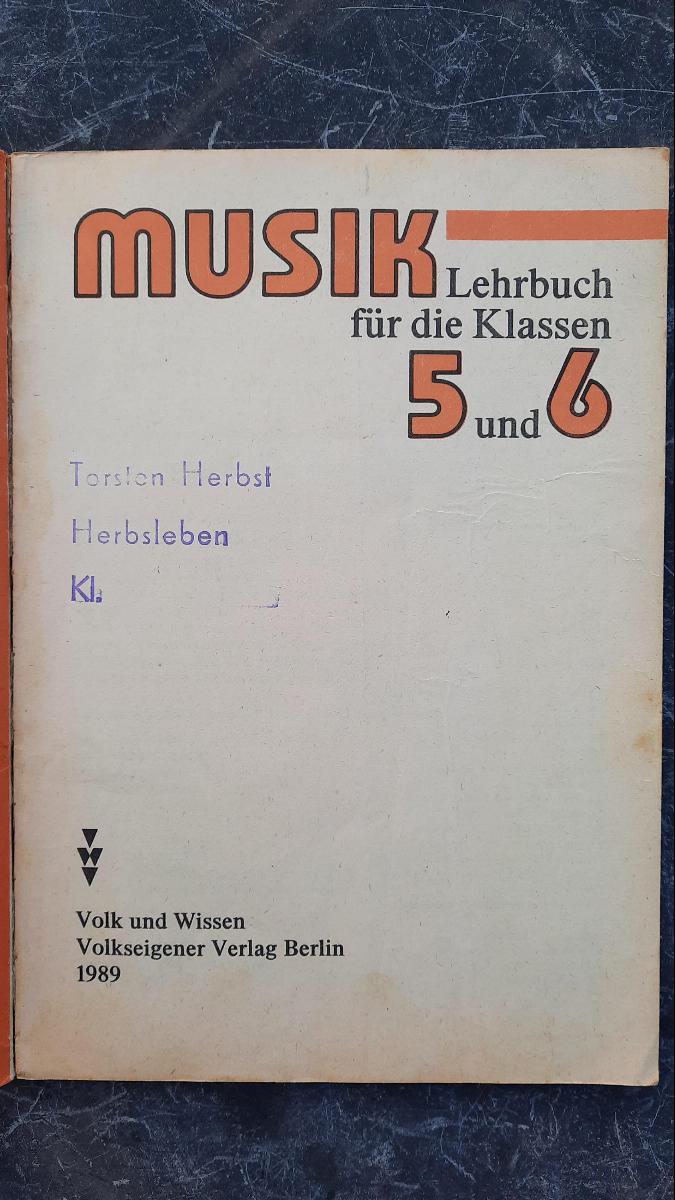 MUSIK Lehrbuch
für die Klassen
5 und 6
Torsten Herbst
Herbsleben
Kl.
Volk und Wissen
Volkseigener Verlag Berlin
1989